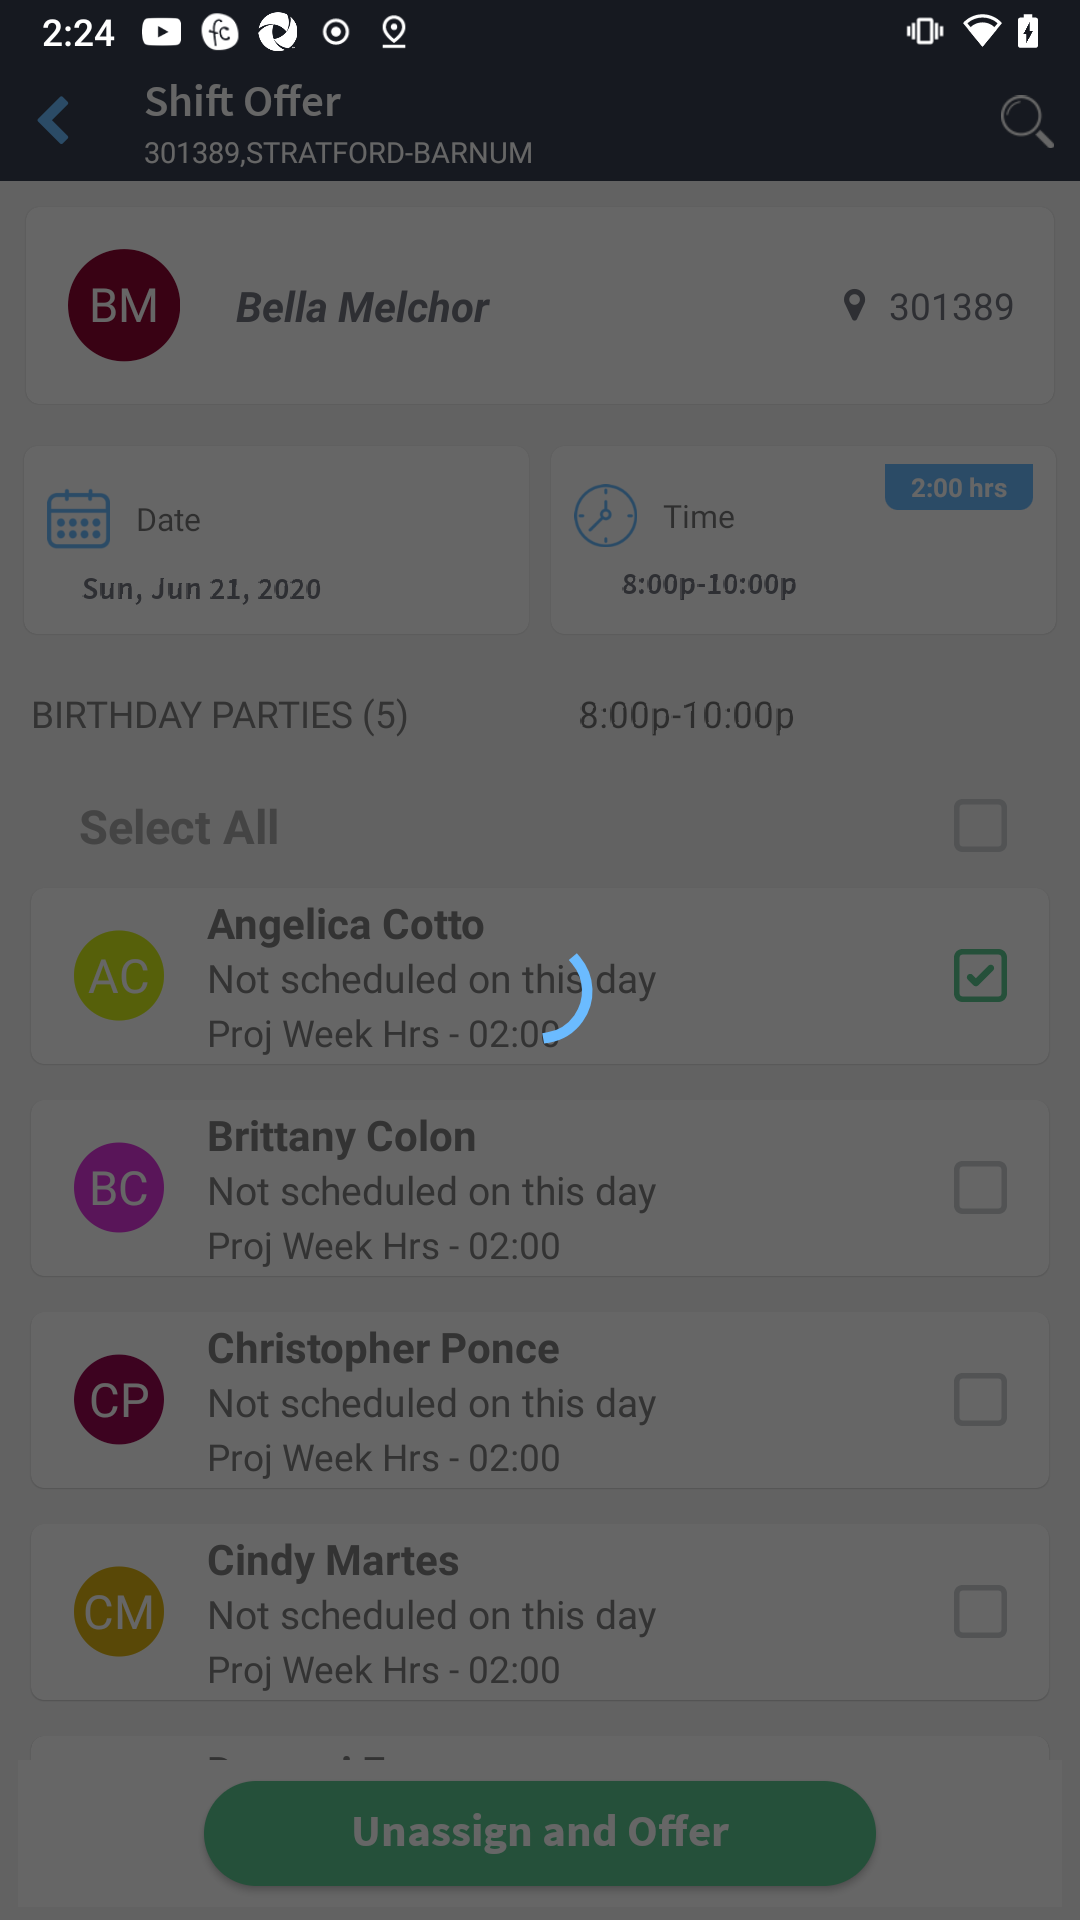 2:24
Shift Offer
301389,STRATFORD-BARNUM
BM
Bella Melchor
301389
Date
Sun, Jun 21, 2020
2:00 hrs
Time
8:00p-10:00p
BIRTHDAY PARTIES (5)
8:00p-10:00p
Select All
AC
Angelica Cotto
Not scheduled on this day
Proj Week Hrs - 02:00
BC
Brittany Colon
Not scheduled on this day
Proj Week Hrs - 02:00
CP
Christopher Ponce
Not scheduled on this day
Proj Week Hrs - 02:00
CM
Cindy Martes
Not scheduled on this day
Proj Week Hrs - 02:00
Unassign and Offer